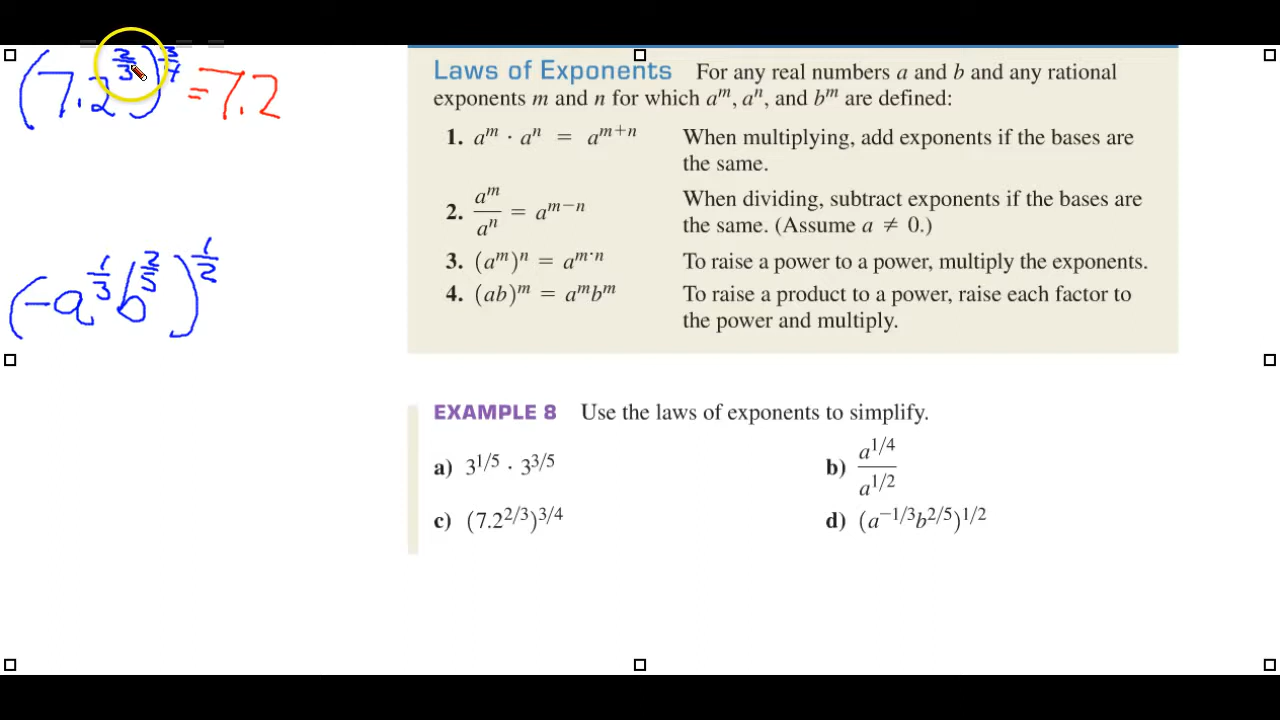 (7.2^{2/3})^{3/4} = 7.2
(-a^{1/3} b^{2/5})^{1/2}
Laws of Exponents For any real numbers a and b and any rational
exponents m and n for which a^m, a^n, and b^m are defined:
1. a^m · a^n = a^{m+n} When multiplying, add exponents if the bases are
the same.
2. a^m/a^n = a^{m−n} When dividing, subtract exponents if the bases are
the same. (Assume a ≠ 0.)
3. (a^m)^n = a^{m·n} To raise a power to a power, multiply the exponents.
4. (ab)^m = a^m b^m To raise a product to a power, raise each factor to
the power and multiply.
EXAMPLE 8 Use the laws of exponents to simplify.
a) 3^{1/5} · 3^{3/5} b) a^{1/4}/a^{1/2}
c) (7.2^{2/3})^{3/4} d) (a^{−1/3}b^{2/5})^{1/2}